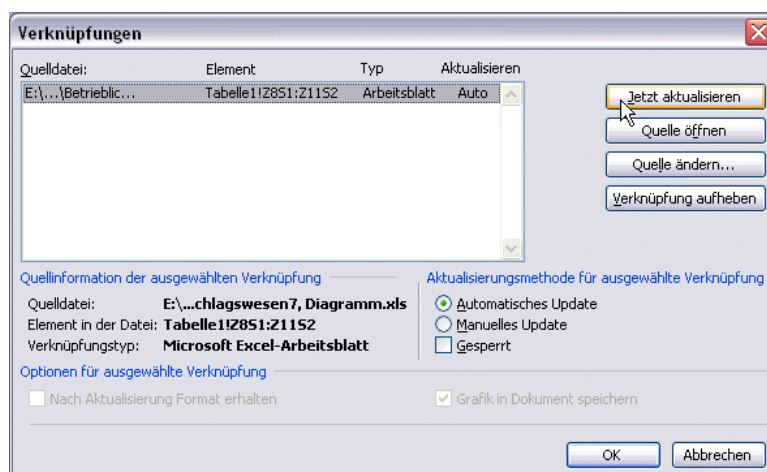 Verknüpfungen
Quelldatei: Element Typ Aktualisieren
E:\...\Betrieblic... Tabelle1!Z8S1:Z11S2 Arbeitsblatt Auto
Jetzt aktualisieren
Quelle öffnen
Quelle ändern...
Verknüpfung aufheben
Quellinformation der ausgewählten Verknüpfung
Quelldatei: E:\...chlagswesen7, Diagramm.xls
Element in der Datei: Tabelle1!Z8S1:Z11S2
Verknüpfungstyp: Microsoft Excel-Arbeitsblatt
Aktualisierungsmethode für ausgewählte Verknüpfung
Automatisches Update
Manuelles Update
Gesperrt
Optionen für ausgewählte Verknüpfung
Nach Aktualisierung Format erhalten
Grafik in Dokument speichern
OK
Abbrechen